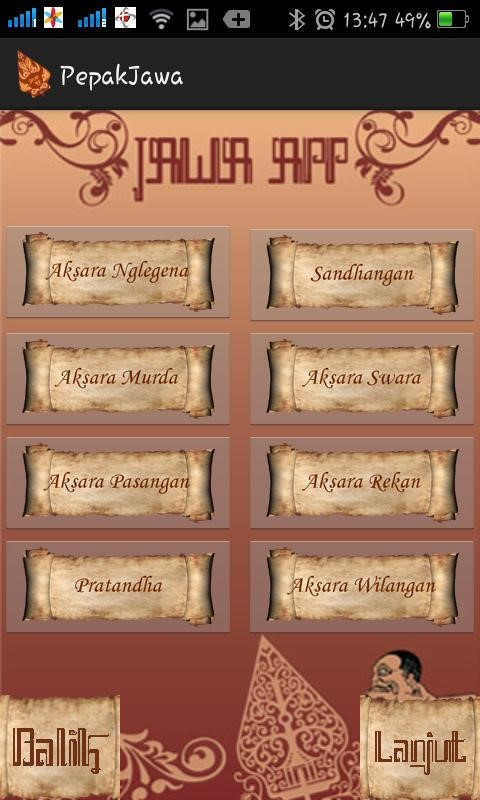 13:47 49%
PepakJawa
JAWA APP
Aksara Nglegena
Sandhangan
Aksara Murda
Aksara Swara
Aksara Pasangan
Aksara Rekan
Pratandha
Aksara Wilangan
Balik
Lanjut